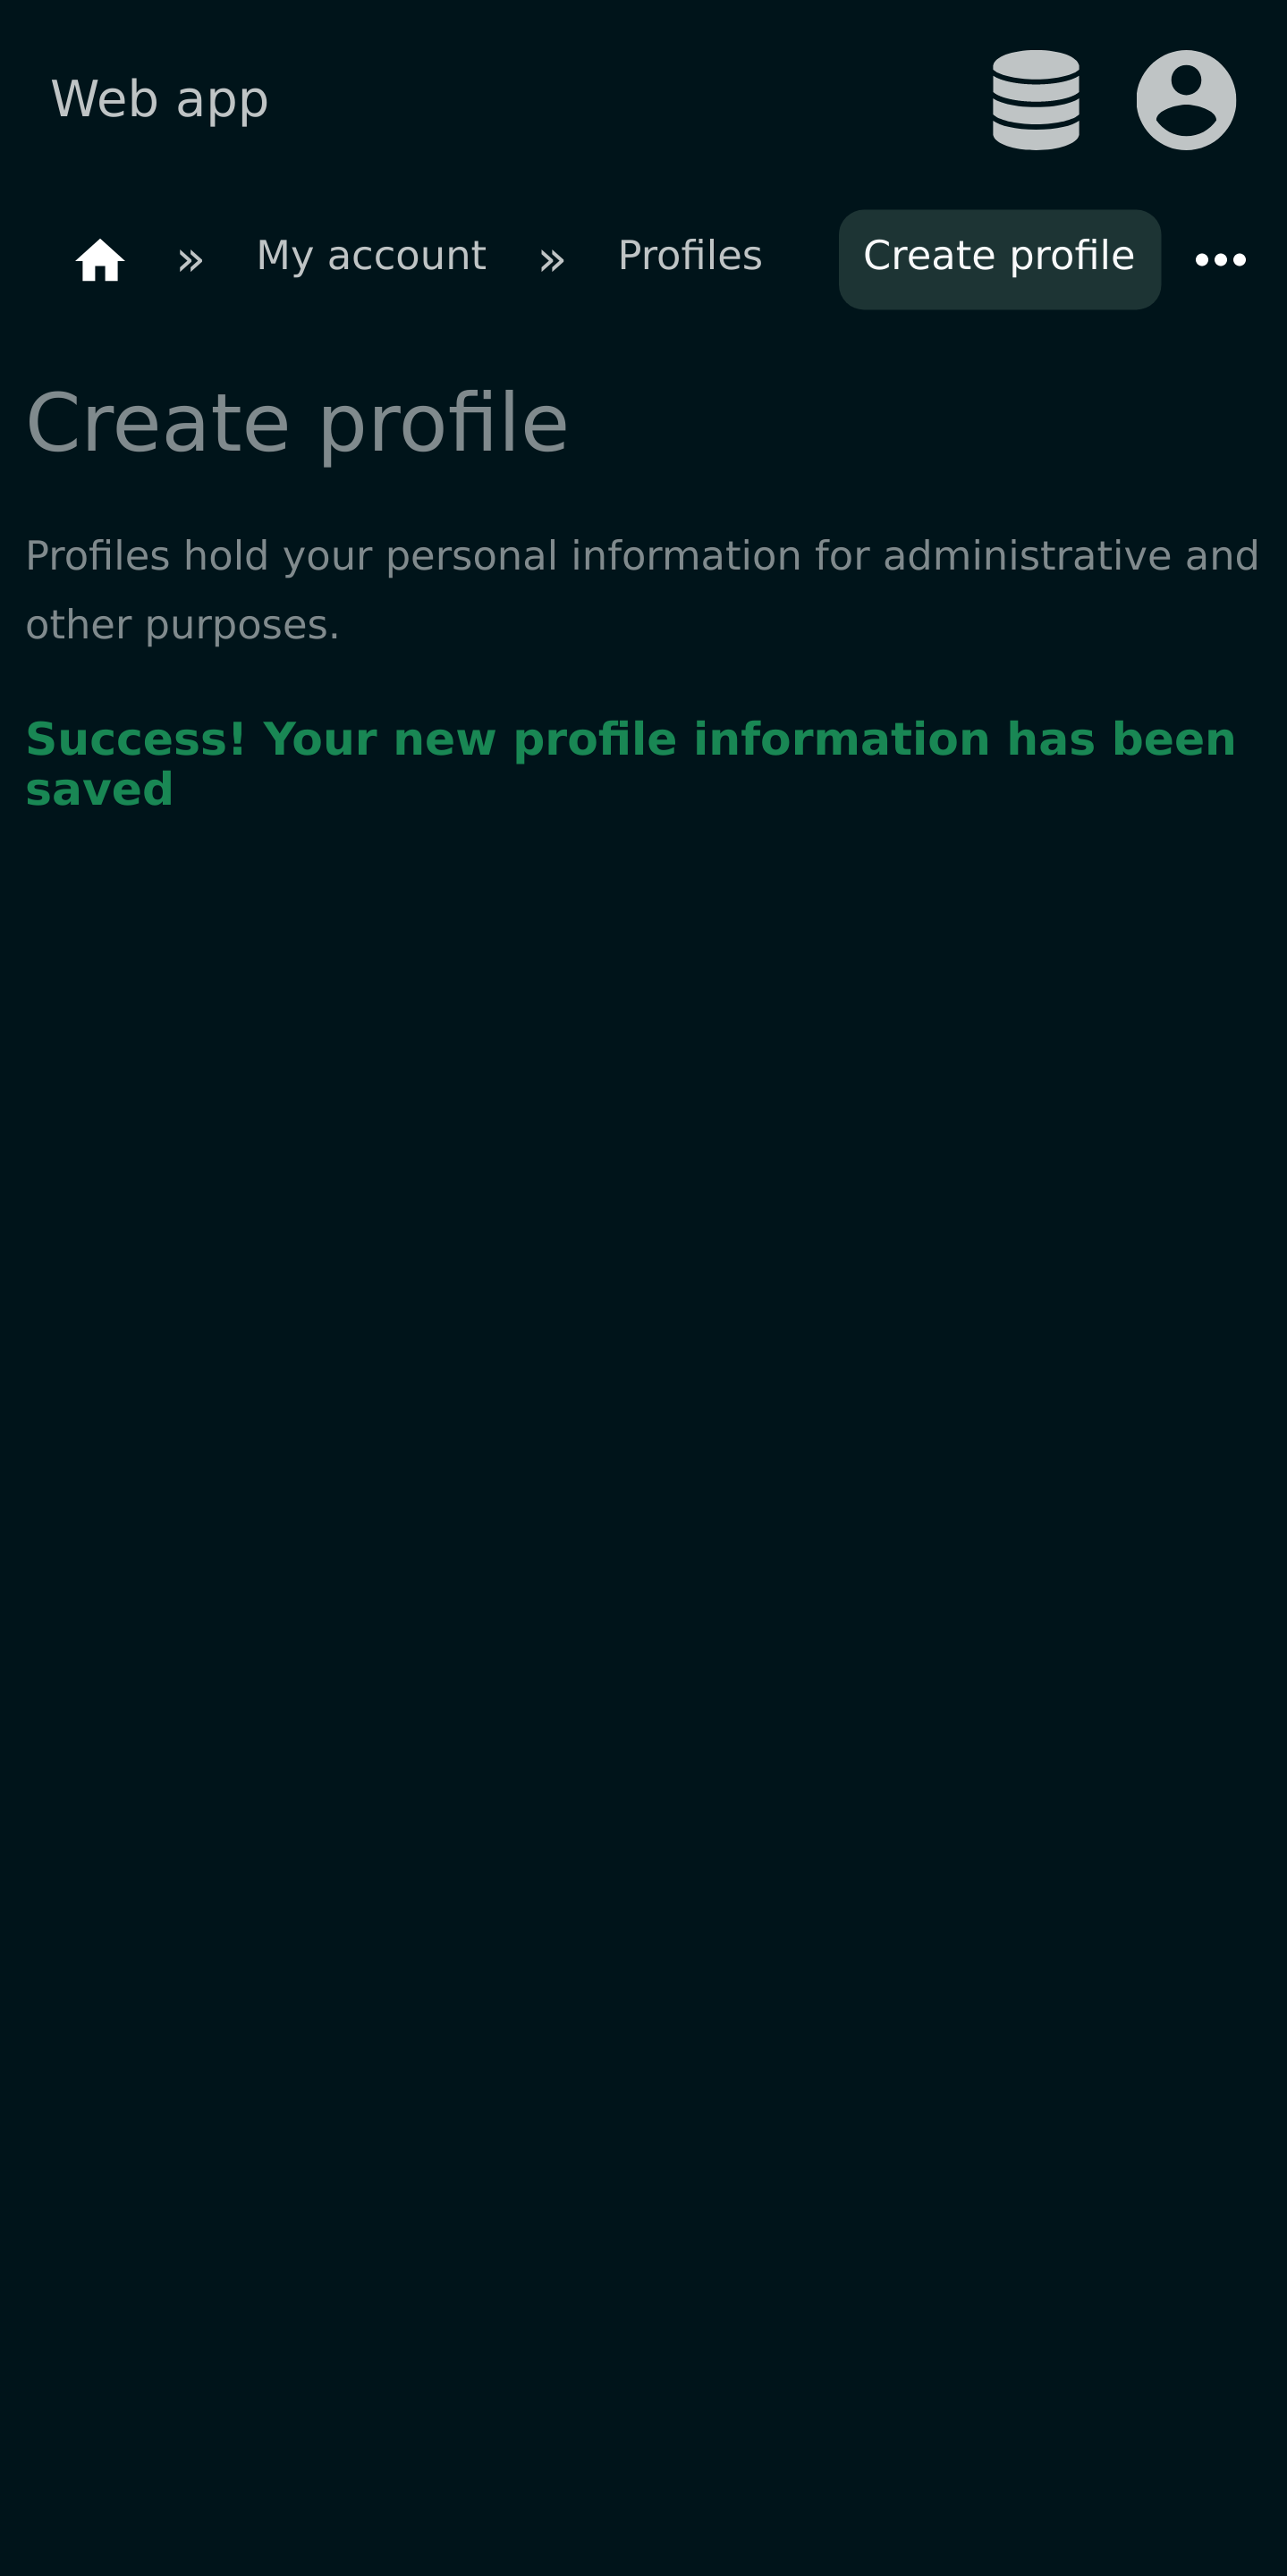 Web app
» My account » Profiles Create profile
Create profile
Profiles hold your personal information for administrative and
other purposes.
Success! Your new profile information has been
saved